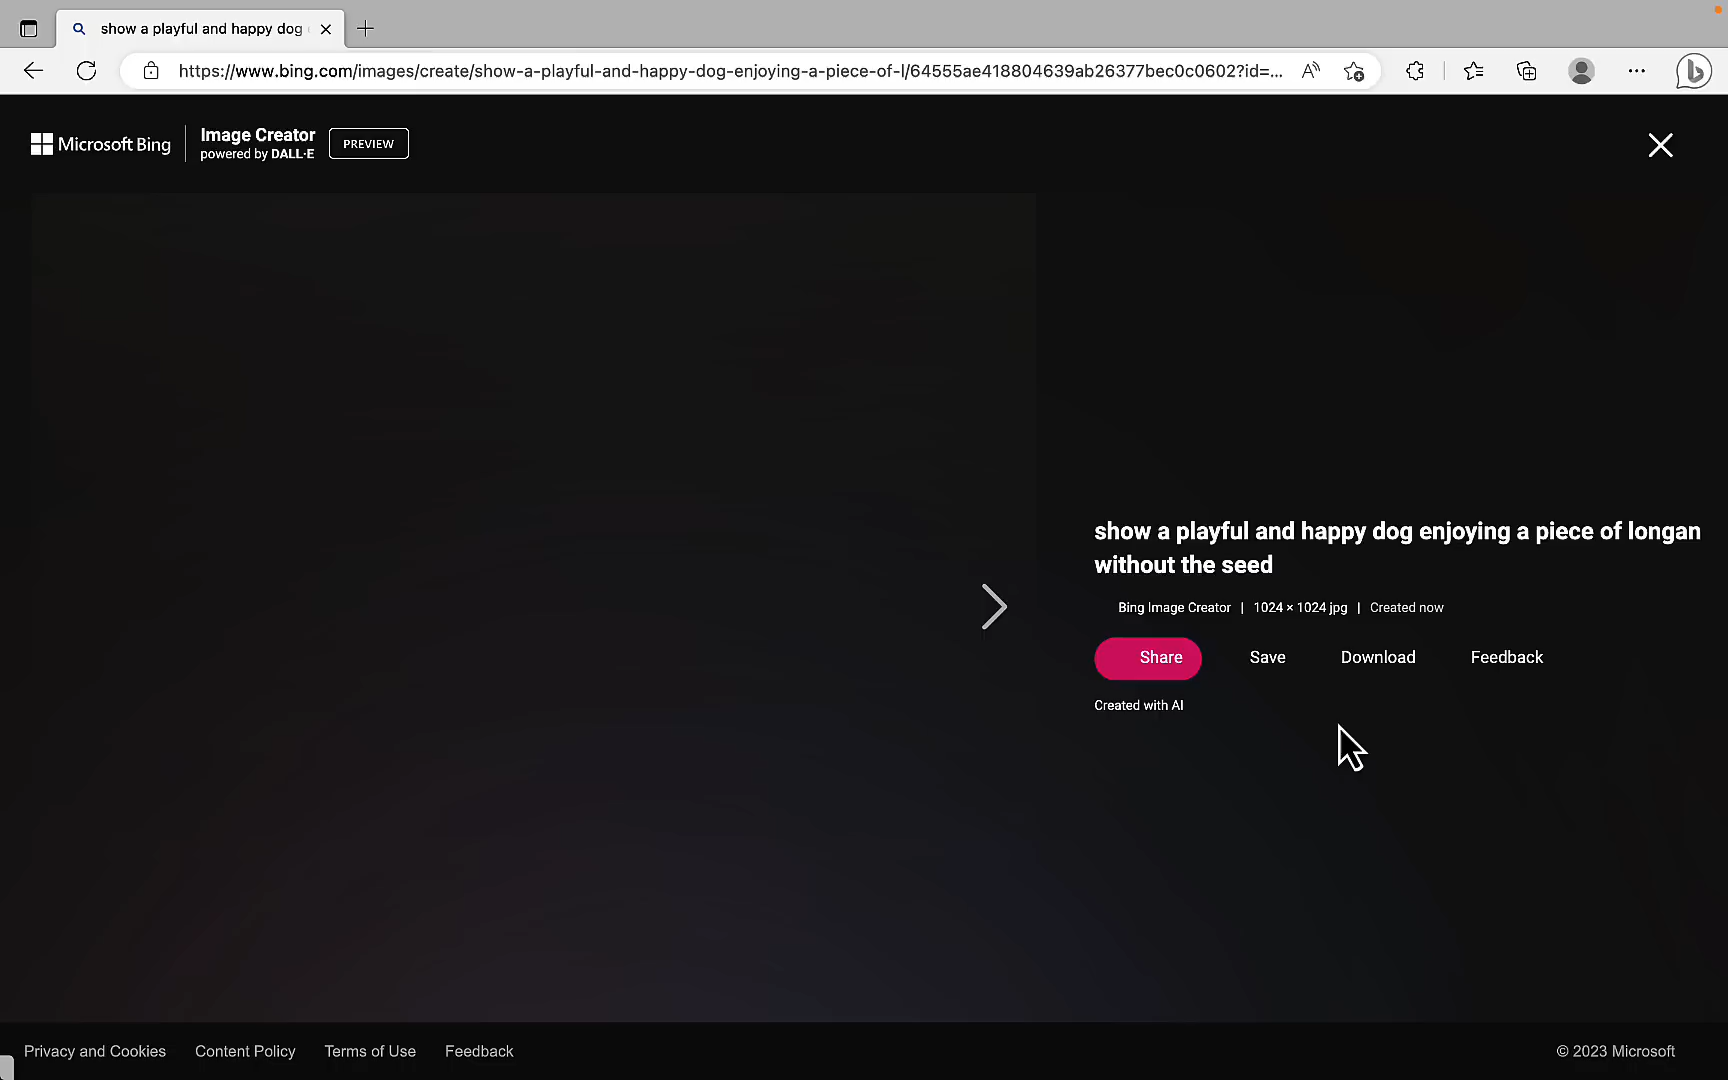 show a playful and happy dog
https://www.bing.com/images/create/show-a-playful-and-happy-dog-enjoying-a-piece-of-l/64555ae418804639ab26377bec0c0602?id=...
Microsoft Bing
Image Creator
powered by DALL·E
PREVIEW
show a playful and happy dog enjoying a piece of longan
without the seed
Bing Image Creator | 1024 × 1024 jpg | Created now
Share Save Download Feedback
Created with AI
Privacy and Cookies Content Policy Terms of Use Feedback © 2023 Microsoft